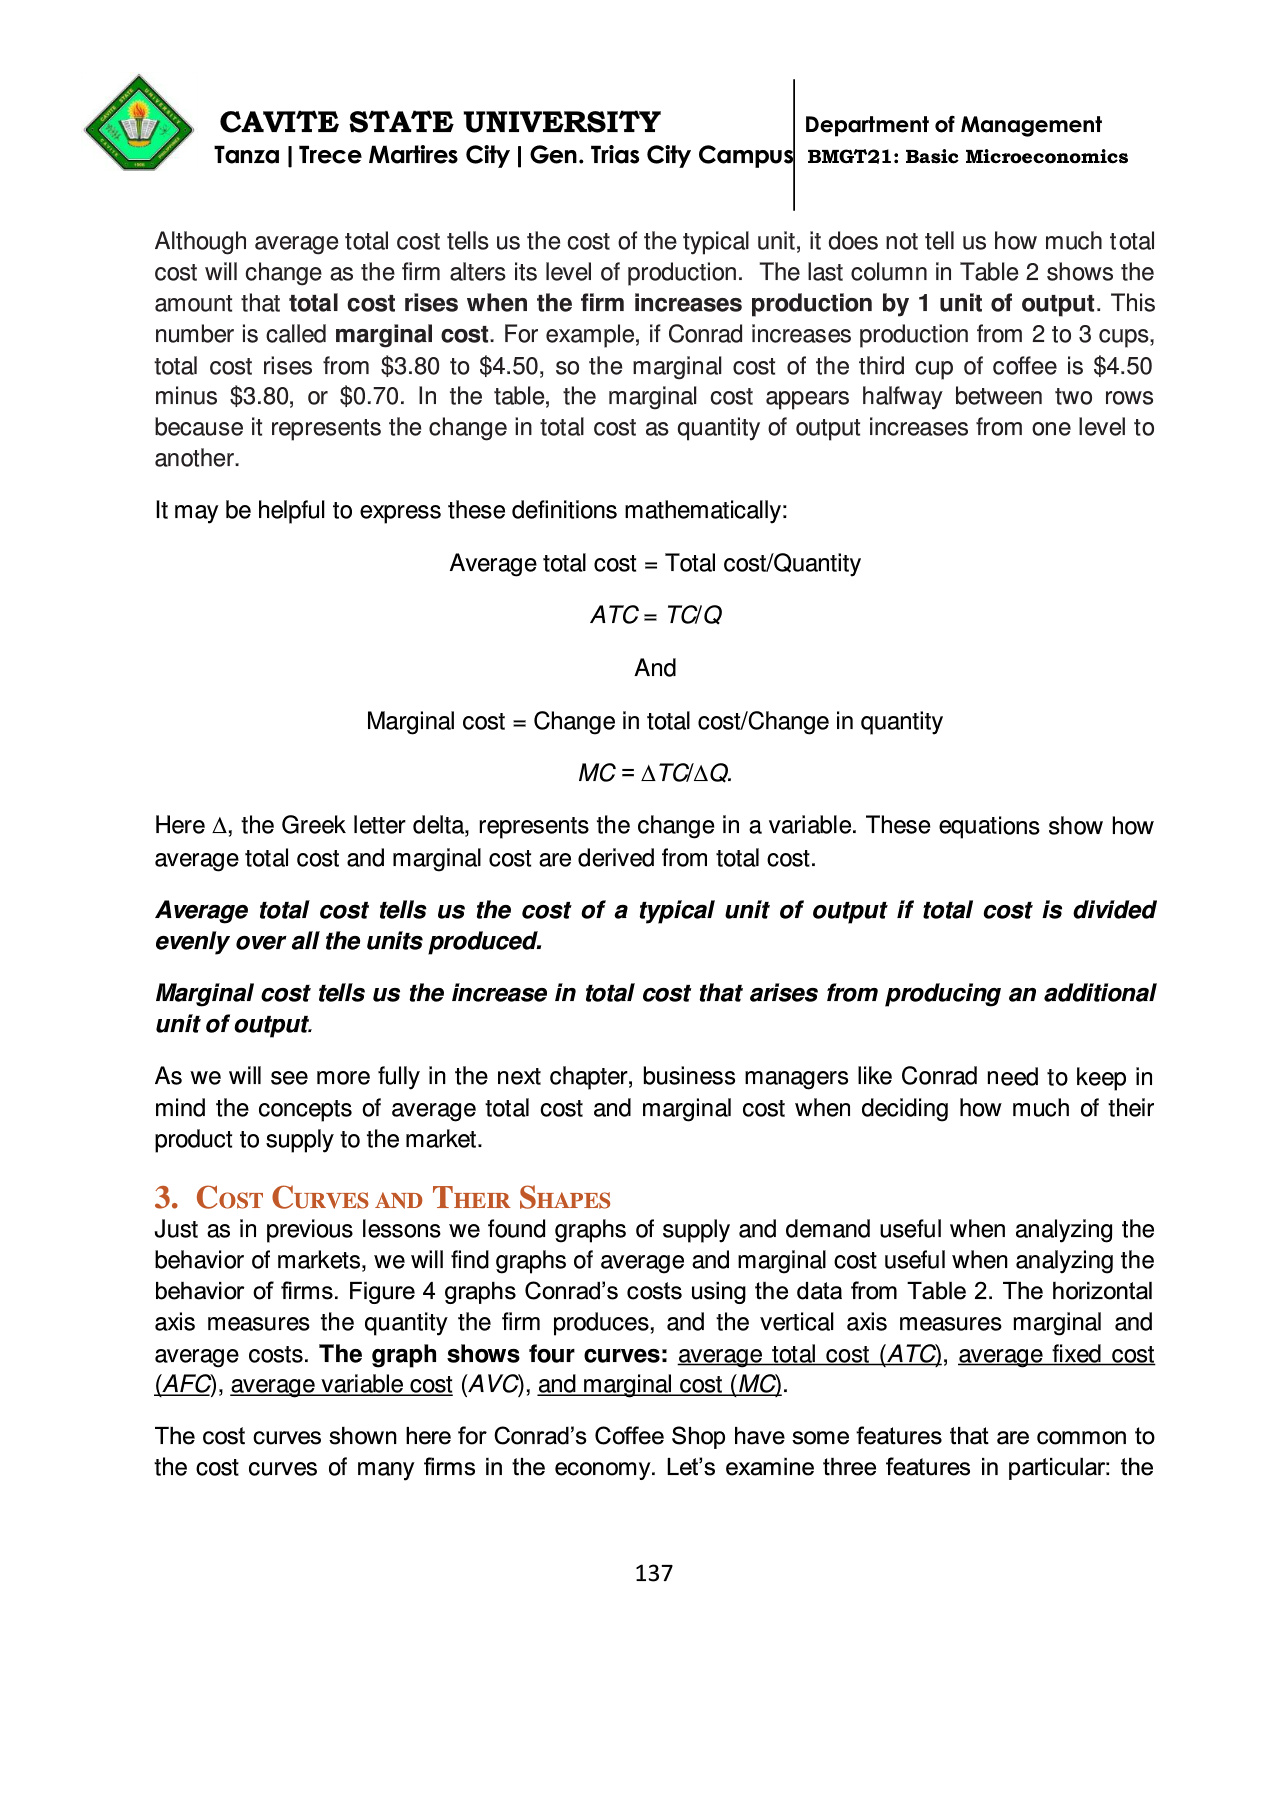 CAVITE STATE UNIVERSITY
Tanza | Trece Martires City | Gen. Trias City Campus
Department of Management
BMGT21: Basic Microeconomics
Although average total cost tells us the cost of the typical unit, it does not tell us how much total
cost will change as the firm alters its level of production. The last column in Table 2 shows the
amount that total cost rises when the firm increases production by 1 unit of output. This
number is called marginal cost. For example, if Conrad increases production from 2 to 3 cups,
total cost rises from $3.80 to $4.50, so the marginal cost of the third cup of coffee is $4.50
minus $3.80, or $0.70. In the table, the marginal cost appears halfway between two rows
because it represents the change in total cost as quantity of output increases from one level to
another.
It may be helpful to express these definitions mathematically:
Average total cost = Total cost/Quantity
ATC = TC/Q
And
Marginal cost = Change in total cost/Change in quantity
MC = ∆TC/∆Q.
Here ∆, the Greek letter delta, represents the change in a variable. These equations show how
average total cost and marginal cost are derived from total cost.
Average total cost tells us the cost of a typical unit of output if total cost is divided
evenly over all the units produced.
Marginal cost tells us the increase in total cost that arises from producing an additional
unit of output.
As we will see more fully in the next chapter, business managers like Conrad need to keep in
mind the concepts of average total cost and marginal cost when deciding how much of their
product to supply to the market.
3. COST CURVES AND THEIR SHAPES
Just as in previous lessons we found graphs of supply and demand useful when analyzing the
behavior of markets, we will find graphs of average and marginal cost useful when analyzing the
behavior of firms. Figure 4 graphs Conrad’s costs using the data from Table 2. The horizontal
axis measures the quantity the firm produces, and the vertical axis measures marginal and
average costs. The graph shows four curves: average total cost (ATC), average fixed cost
(AFC), average variable cost (AVC), and marginal cost (MC).
The cost curves shown here for Conrad’s Coffee Shop have some features that are common to
the cost curves of many firms in the economy. Let’s examine three features in particular: the
137